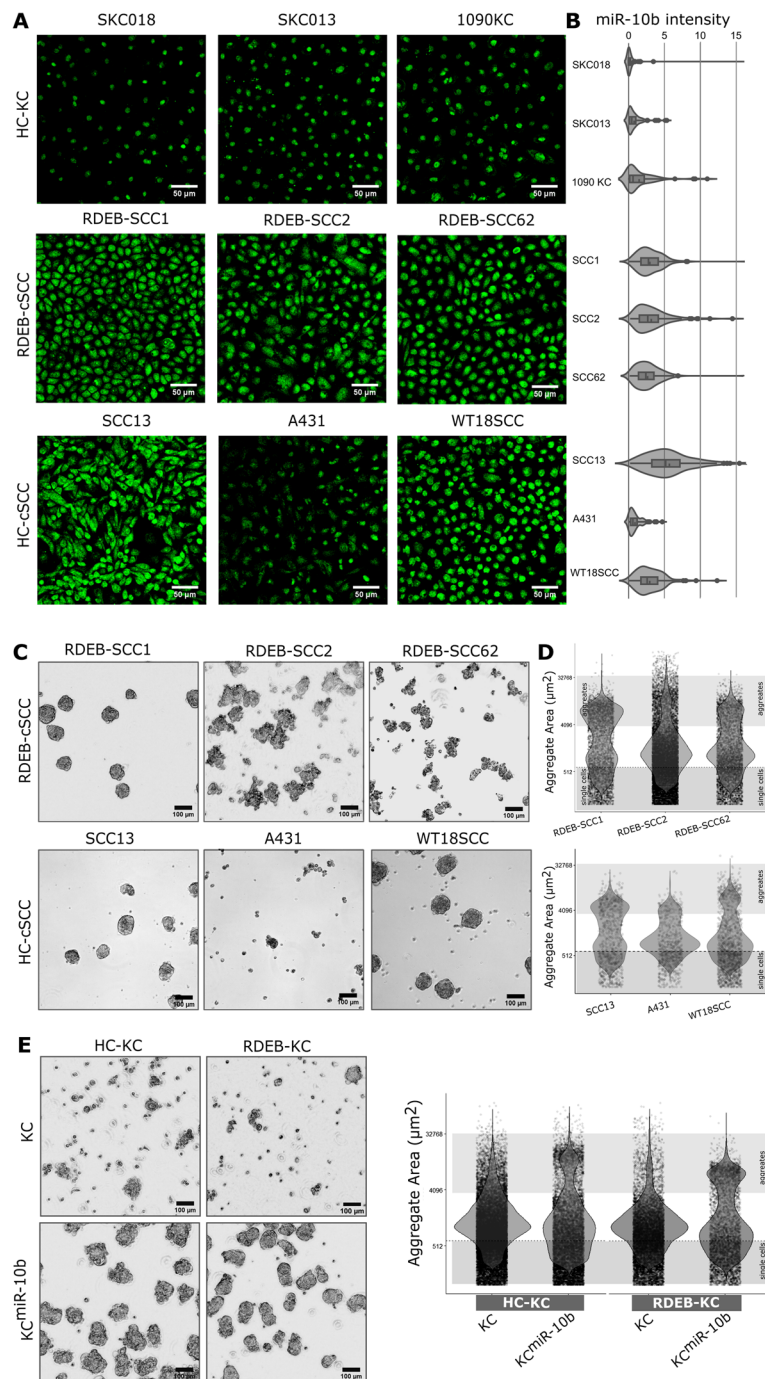 A
SKC018 SKC013 1090KC
HC-KC
50 µm 50 µm 50 µm
RDEB-SCC1 RDEB-SCC2 RDEB-SCC62
RDEB-cSCC
50 µm 50 µm 50 µm
SCC13 A431 WT18SCC
HC-cSCC
50 µm 50 µm 50 µm
B
miR-10b intensity
0 5 10 15
SKC018
SKC013
1090 KC
SCC1
SCC2
SCC62
SCC13
A431
WT18SCC
C
RDEB-SCC1 RDEB-SCC2 RDEB-SCC62
RDEB-cSCC
100 µm 100 µm 100 µm
SCC13 A431 WT18SCC
HC-cSCC
100 µm 100 µm 100 µm
D
Aggregate Area (µm2)
32768
4096
512
aggreates
single cells
aggregates
single cells
RDEB-SCC1 RDEB-SCC2 RDEB-SCC62
Aggregate Area (µm2)
32768
4096
512
aggregates
single cells
SCC13 A431 WT18SCC
E
HC-KC RDEB-KC
KC
100 µm 100 µm
KCmiR-10b
100 µm 100 µm
Aggregate Area (µm2)
32768
4096
512
aggregates
single cells
HC-KC RDEB-KC
KC KCmiR-10b KC KCmiR-10b